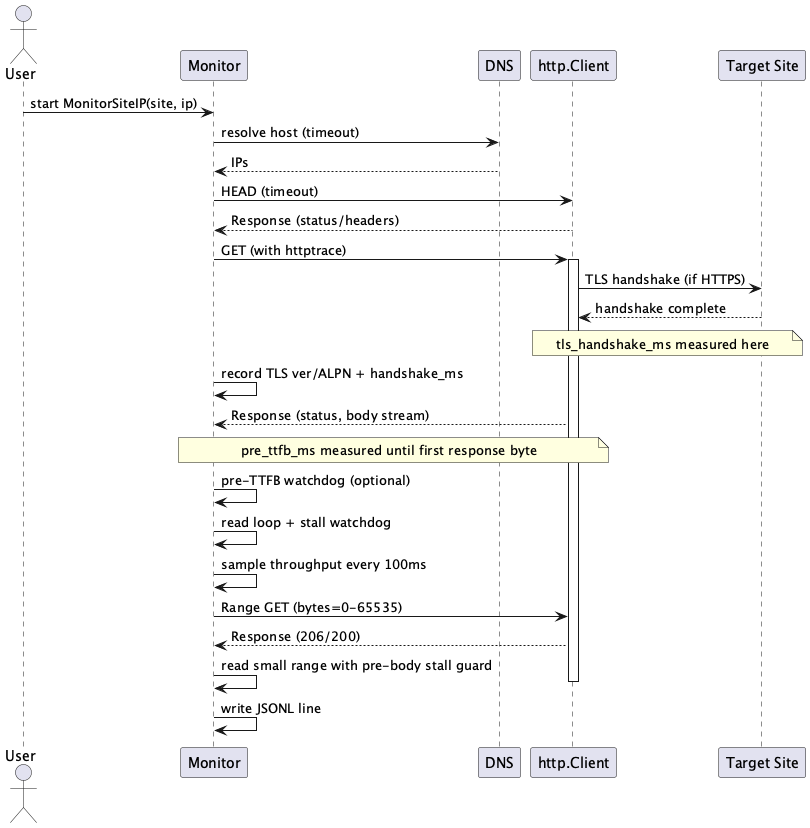 User
Monitor
DNS
http.Client
Target Site
start MonitorSiteIP(site, ip)
resolve host (timeout)
IPs
HEAD (timeout)
Response (status/headers)
GET (with httptrace)
TLS handshake (if HTTPS)
handshake complete
tls_handshake_ms measured here
record TLS ver/ALPN + handshake_ms
Response (status, body stream)
pre_ttfb_ms measured until first response byte
pre-TTFB watchdog (optional)
read loop + stall watchdog
sample throughput every 100ms
Range GET (bytes=0-65535)
Response (206/200)
read small range with pre-body stall guard
write JSONL line
User
Monitor
DNS
http.Client
Target Site